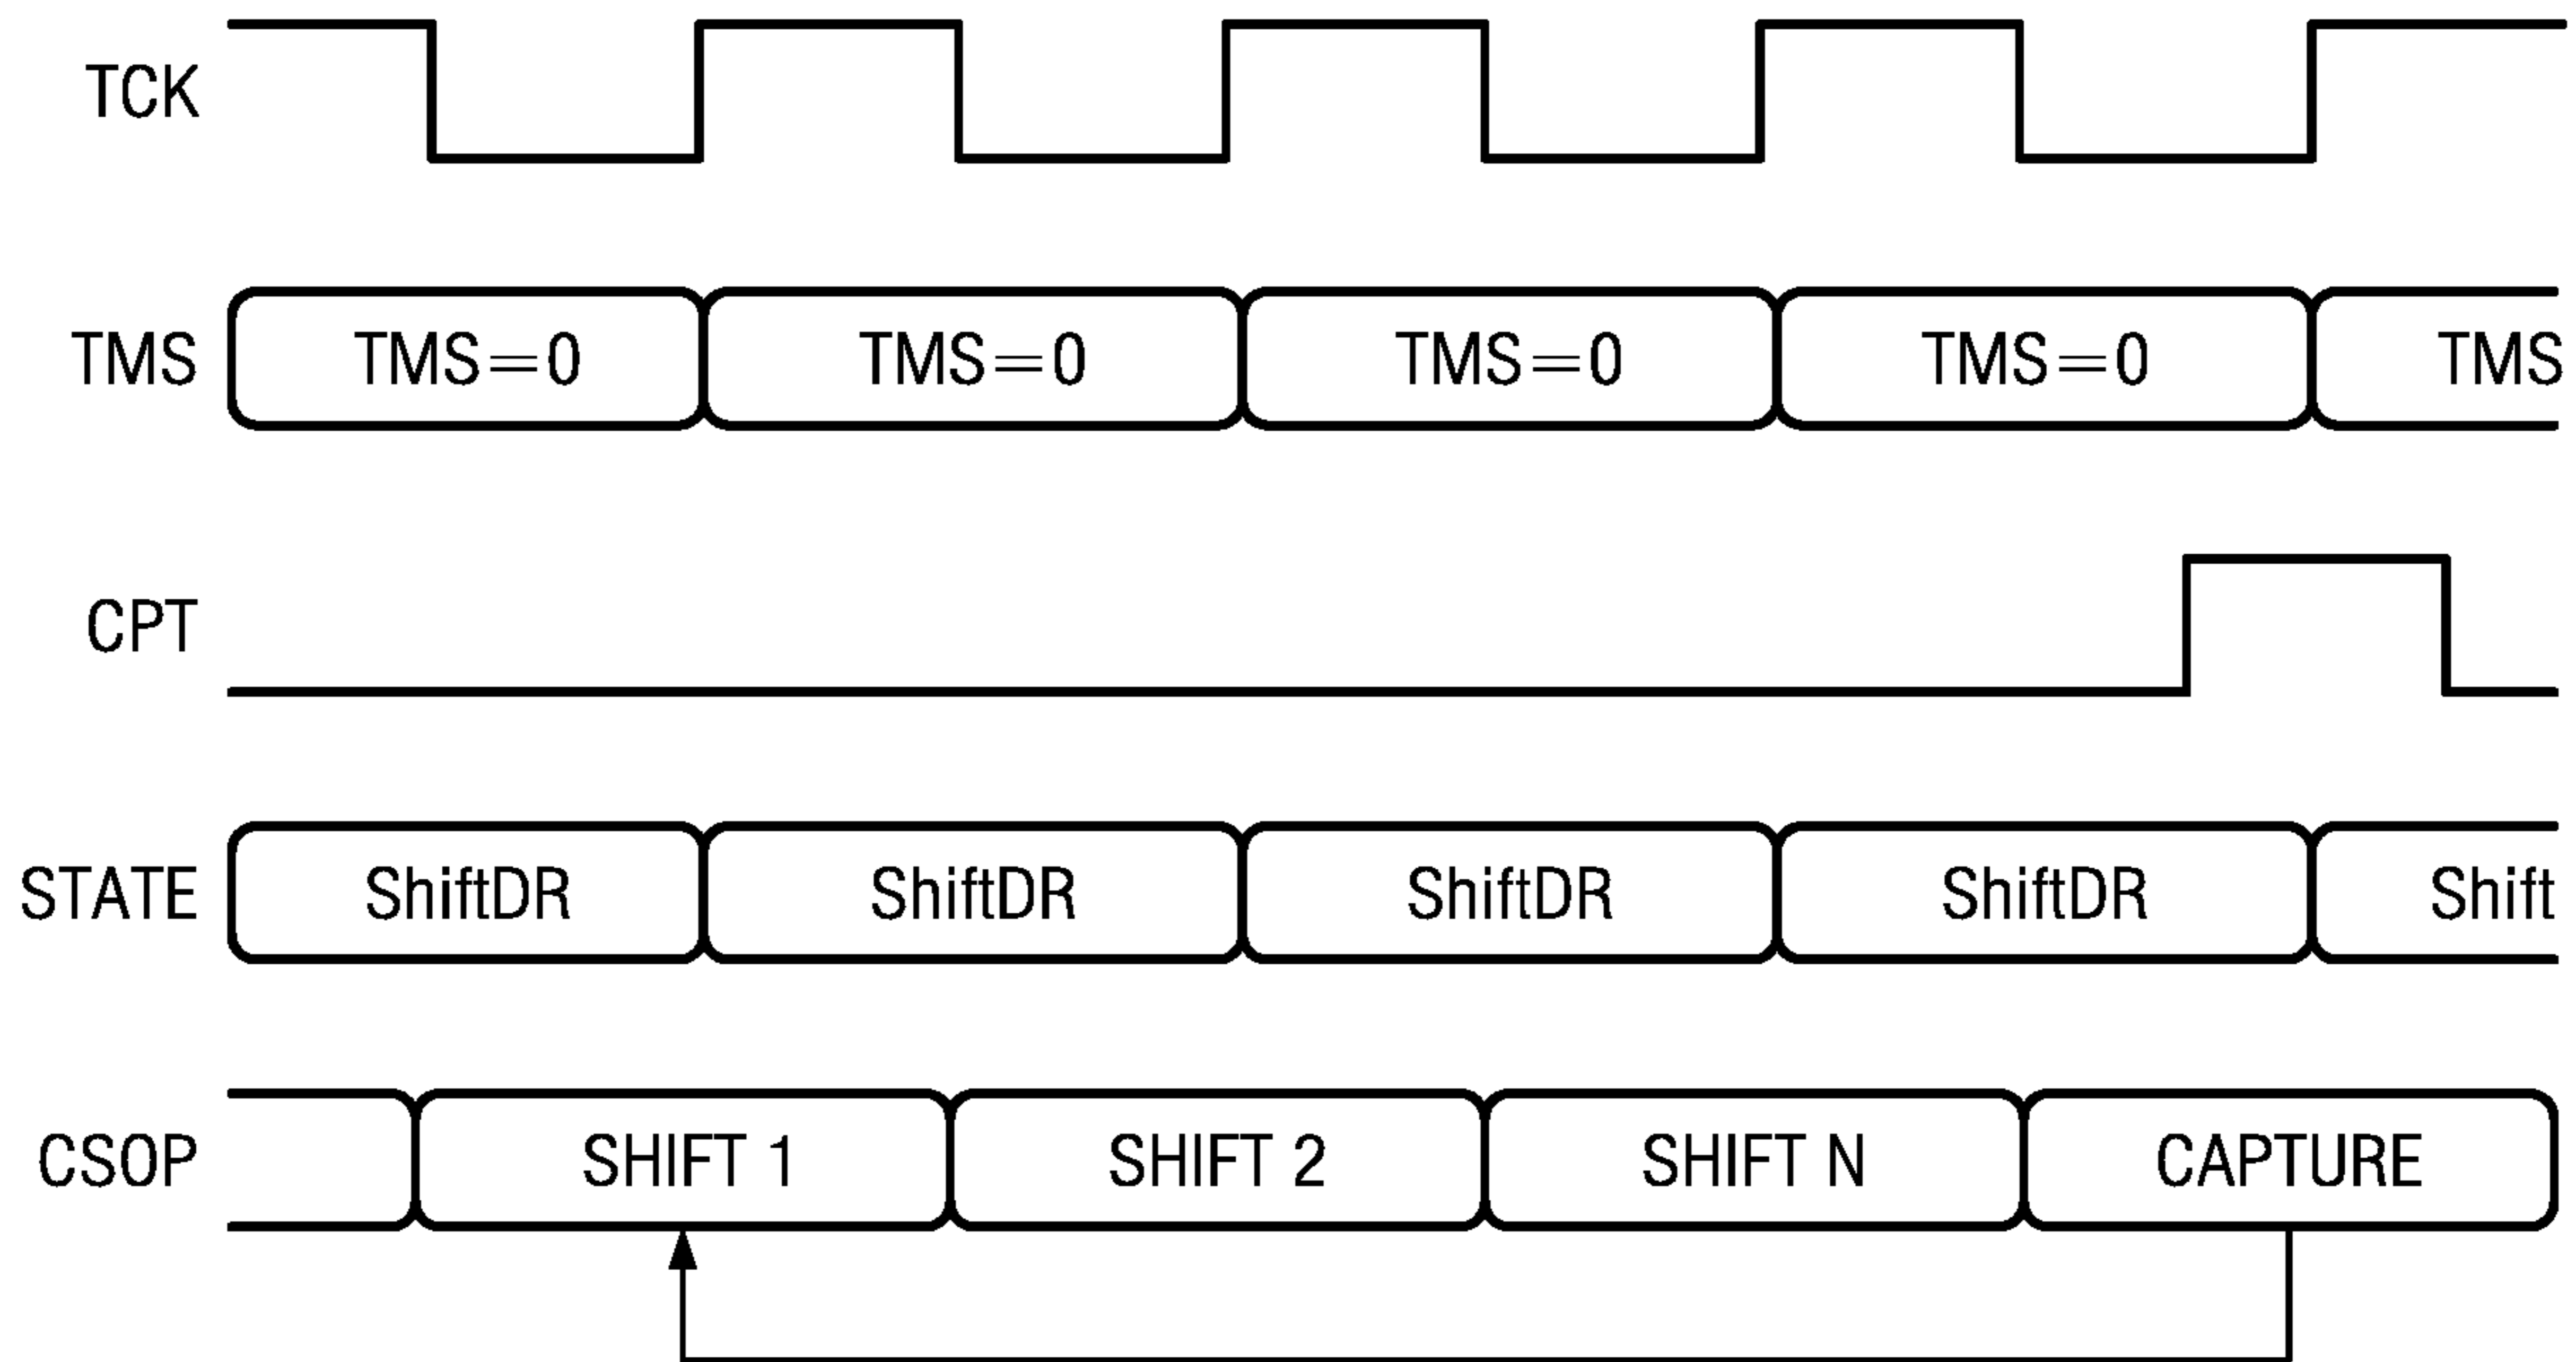 TCK
TMS TMS=0 TMS=0 TMS=0 TMS=0 TMS
CPT
STATE ShiftDR ShiftDR ShiftDR ShiftDR Shift
CSOP SHIFT 1 SHIFT 2 SHIFT N CAPTURE